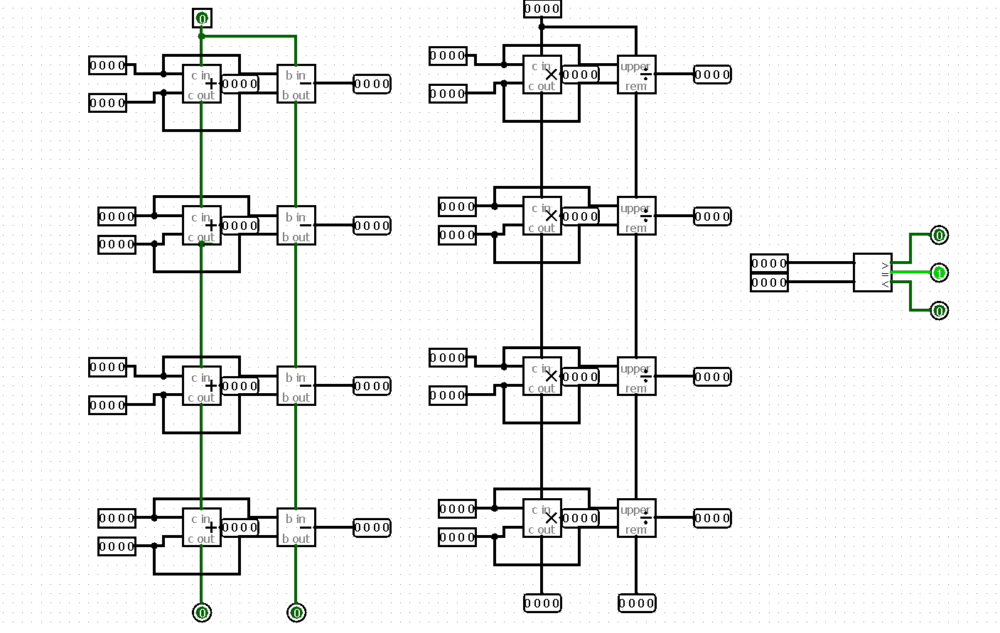 0 0000
0000 c in 0000 c in upper
+ 0000 b in − 0000 × 0000 ÷ 0000
0000 c out b out 0000 c out rem
0000 c in b in 0000 c in upper
+ 0000 − 0000 × 0000 ÷ 0000
0000 c out b out 0000 c out rem 0
0000 > 
= 1
0000 <
0
0000 c in b in 0000 c in upper
+ 0000 − 0000 × 0000 ÷ 0000
0000 c out b out 0000 c out rem
0000 c in b in 0000 c in upper
+ 0000 − 0000 × 0000 ÷ 0000
0000 c out b out 0000 c out rem
0 0 0000 0000